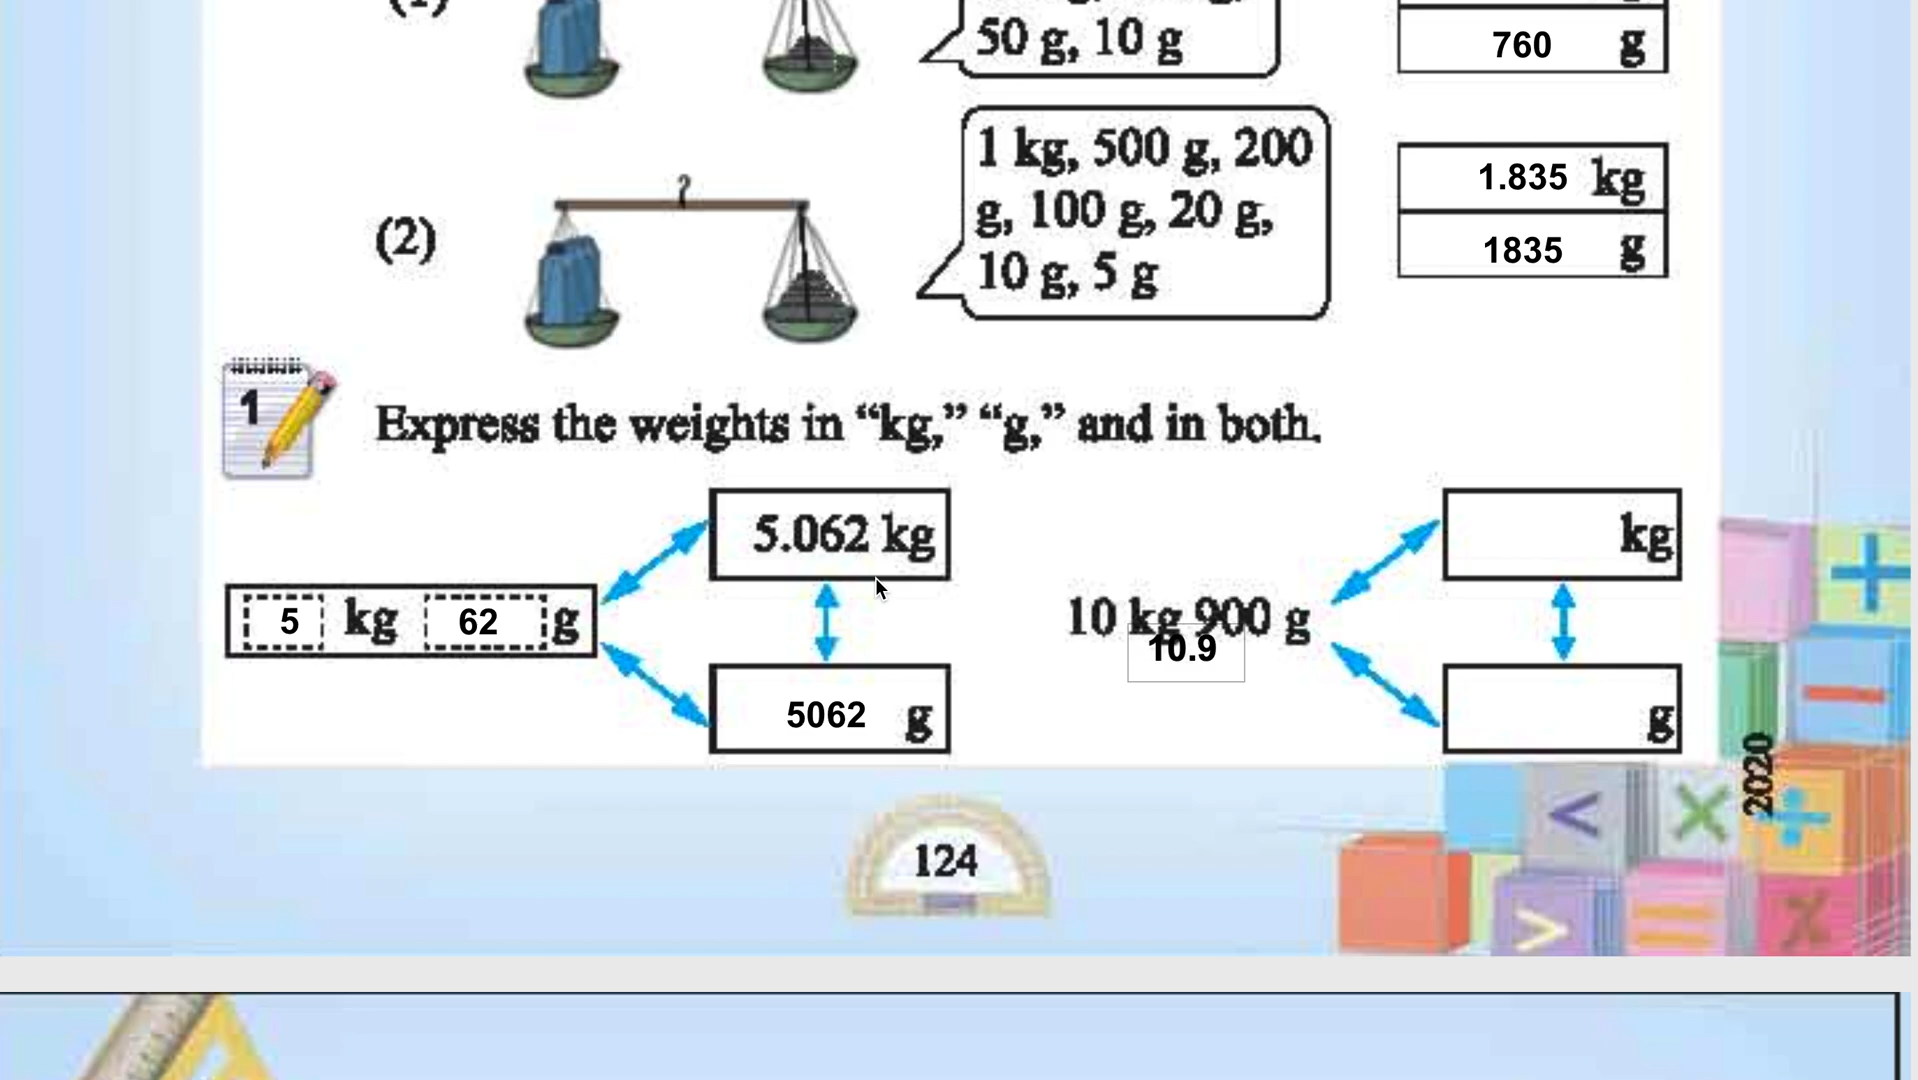 50 g, 10 g
760 g
(2)
1 kg, 500 g, 200
g, 100 g, 20 g,
10 g, 5 g
1.835 kg
1835 g
1
Express the weights in “kg,” “g,” and in both.
5.062 kg
5 kg 62 g
5062 g
kg
10 kg 900 g
10.9
g
2020
124